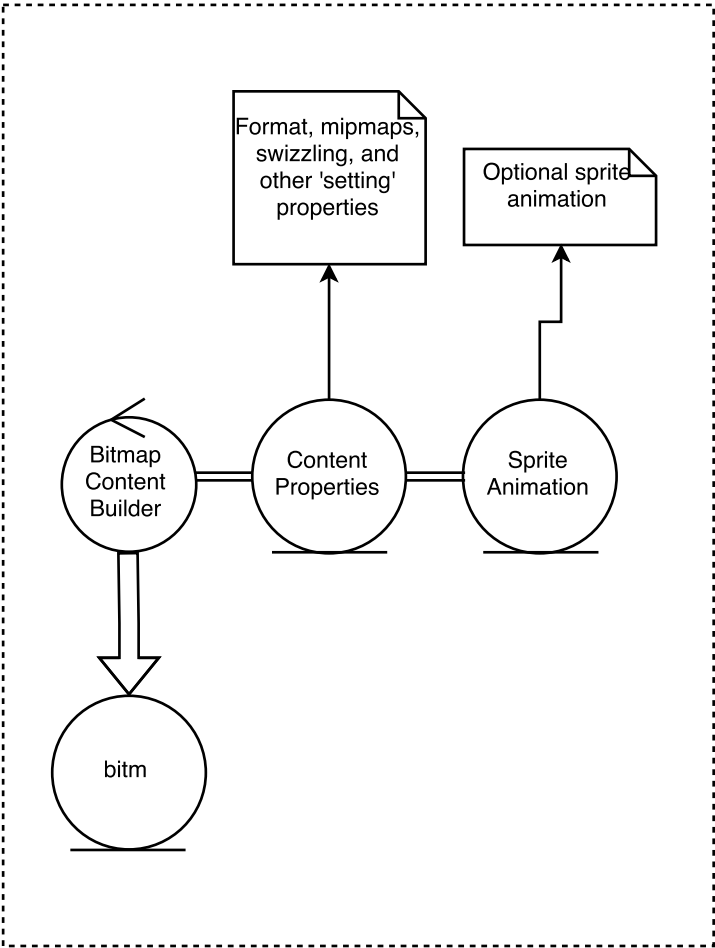 Format, mipmaps,
swizzling, and
other 'setting'
properties
Optional sprite
animation
Bitmap
Content
Builder
Content
Properties
Sprite
Animation
bitm